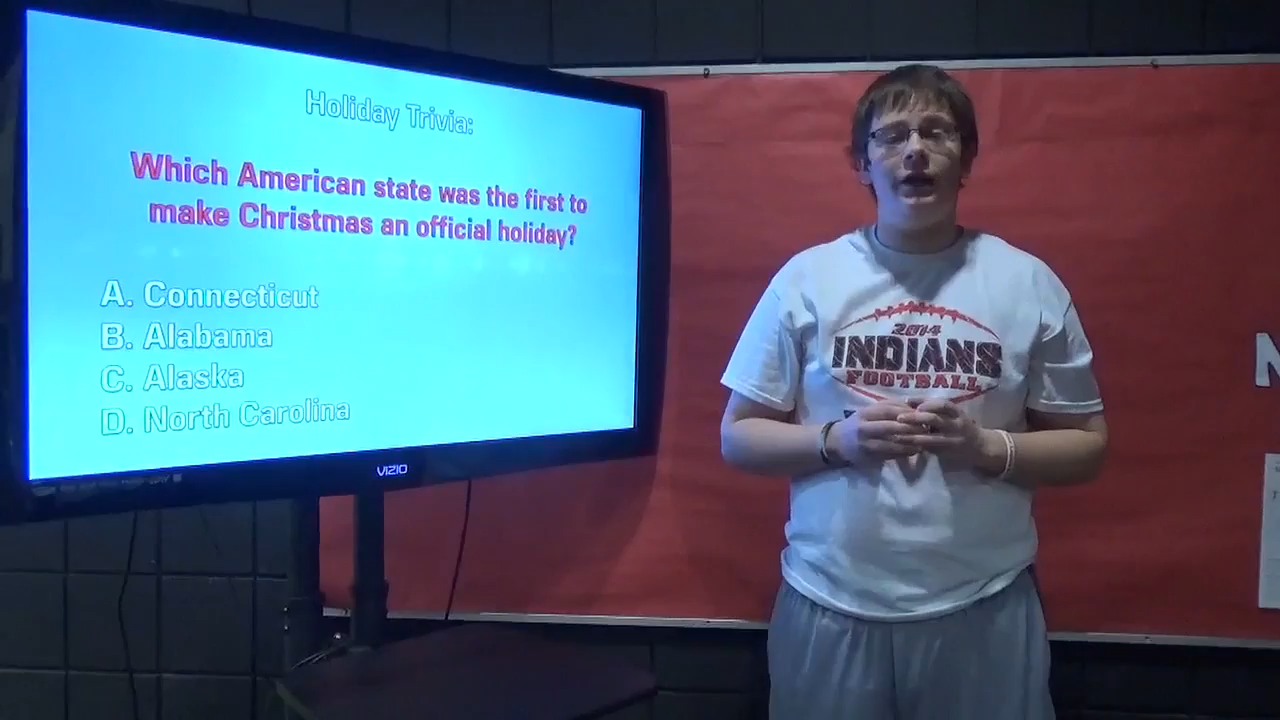 Holiday Trivia:
Which American state was the first to
make Christmas an official holiday?
A. Connecticut
B. Alabama
C. Alaska
D. North Carolina
VIZIO
2014
INDIANS
FOOTBALL
N